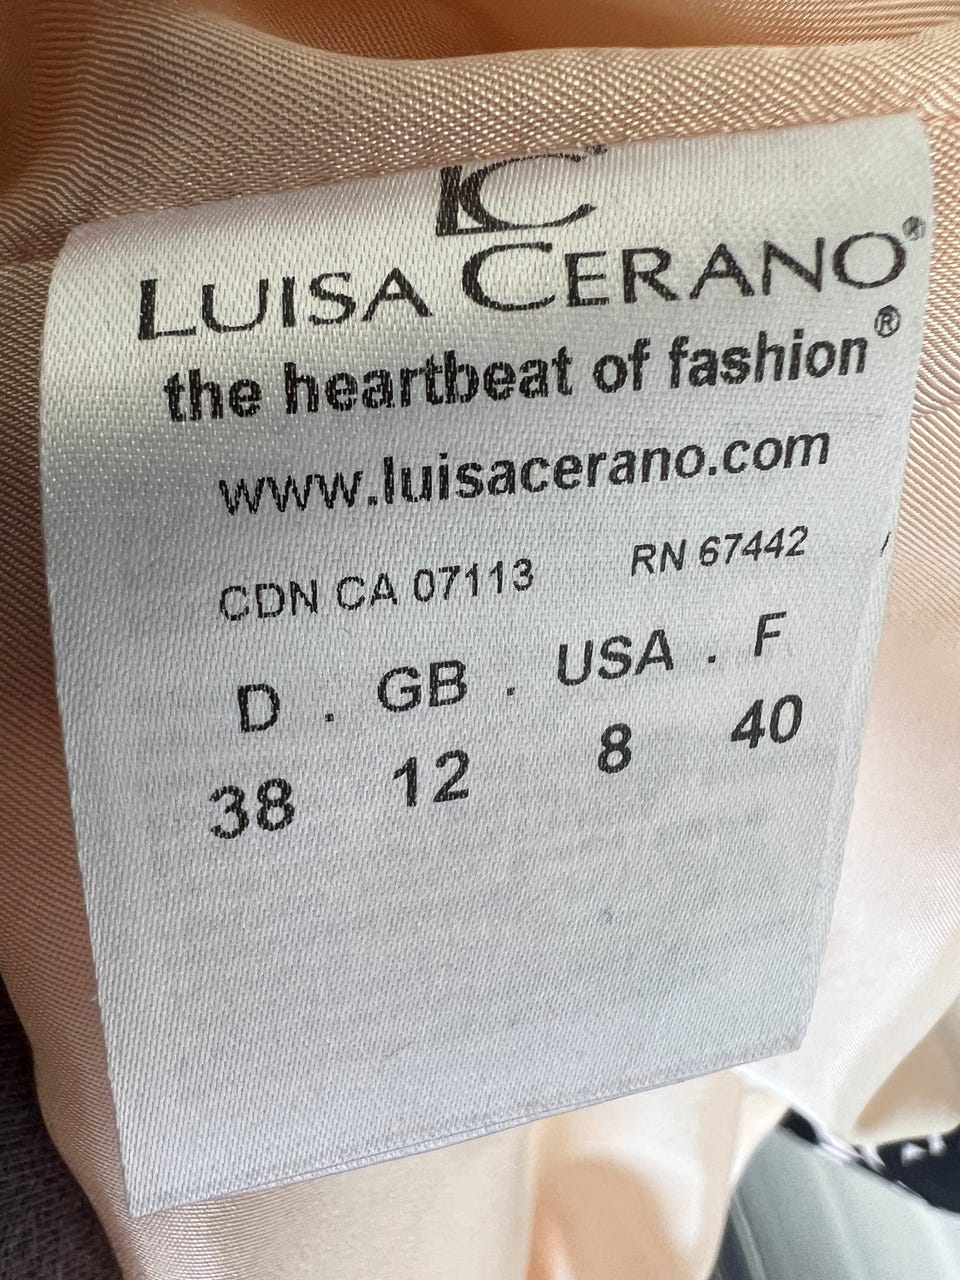 LC
LUISA CERANO®
the heartbeat of fashion®
www.luisacerano.com
CDN CA 07113 RN 67442
D . GB . USA . F
38 12 8 40